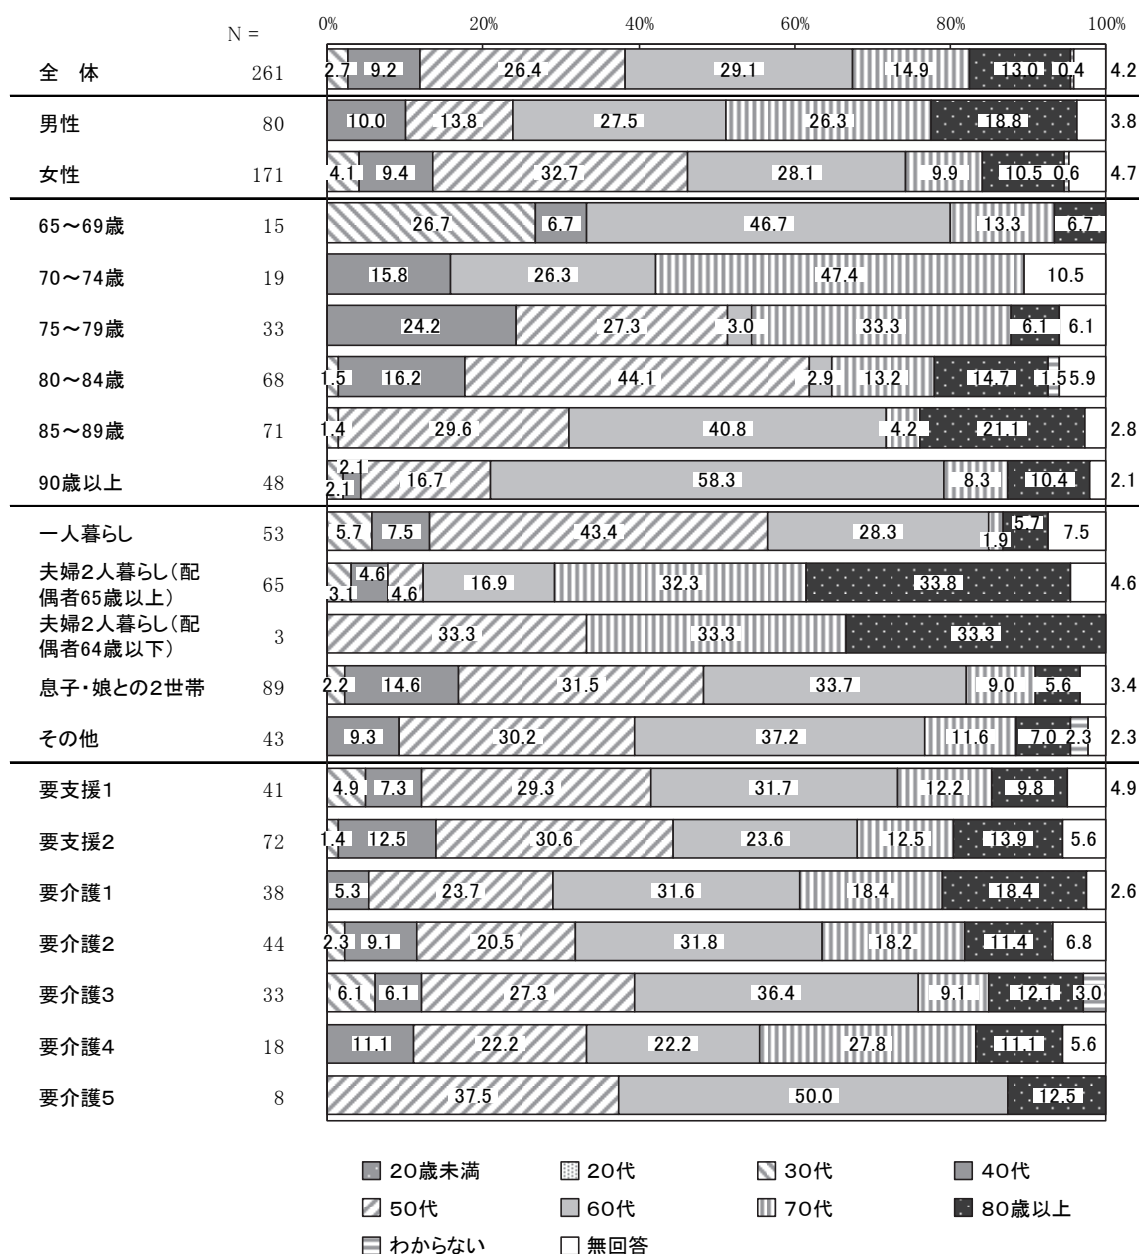 N =
0% 20% 40% 60% 80% 100%
全　体 261 2.7 9.2 26.4 29.1 14.9 13.0 0.4 4.2
男性 80 10.0 13.8 27.5 26.3 18.8 3.8
女性 171 4.1 9.4 32.7 28.1 9.9 10.5 0.6 4.7
65～69歳 15 26.7 6.7 46.7 13.3 6.7
70～74歳 19 15.8 26.3 47.4 10.5
75～79歳 33 24.2 27.3 3.0 33.3 6.1 6.1
80～84歳 68 1.5 16.2 44.1 2.9 13.2 14.7 1.5 5.9
85～89歳 71 1.4 29.6 40.8 4.2 21.1 2.8
90歳以上 48 2.1 2.1 16.7 58.3 8.3 10.4 2.1
一人暮らし 53 5.7 7.5 43.4 28.3 1.9 5.7 7.5
夫婦２人暮らし（配
偶者65歳以上） 65 3.1 4.6 4.6 16.9 32.3 33.8 4.6
夫婦２人暮らし（配
偶者64歳以下） 3 33.3 33.3 33.3
息子・娘との２世帯 89 2.2 14.6 31.5 33.7 9.0 5.6 3.4
その他 43 9.3 30.2 37.2 11.6 7.0 2.3 2.3
要支援１ 41 4.9 7.3 29.3 31.7 12.2 9.8 4.9
要支援２ 72 1.4 12.5 30.6 23.6 12.5 13.9 5.6
要介護１ 38 5.3 23.7 31.6 18.4 18.4 2.6
要介護２ 44 2.3 9.1 20.5 31.8 18.2 11.4 6.8
要介護３ 33 6.1 6.1 27.3 36.4 9.1 12.1 3.0
要介護４ 18 11.1 22.2 22.2 27.8 11.1 5.6
要介護５ 8 37.5 50.0 12.5
２０歳未満 ２０代 ３０代 ４０代
５０代 ６０代 ７０代 ８０歳以上
わからない 無回答